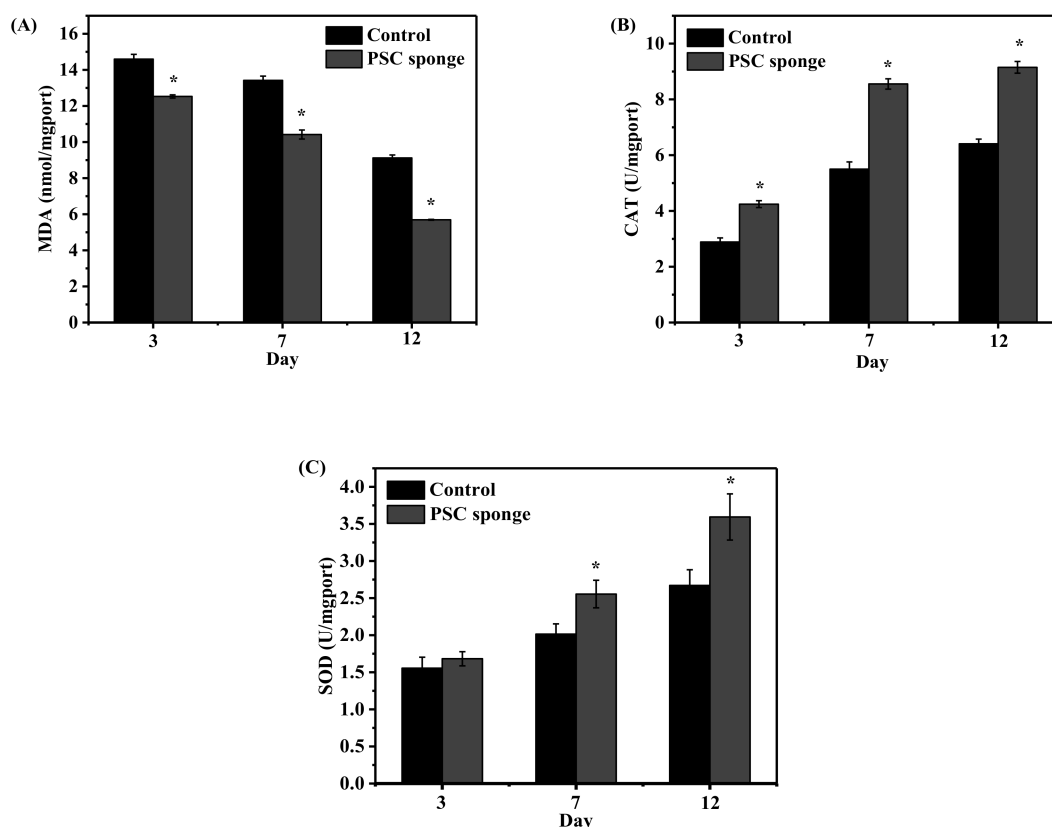 (A)
Control
PSC sponge
MDA (nmol/mgport)
16
14
12
10
8
6
4
2
0
*
*
*
3 7 12
Day
(B)
Control
PSC sponge
CAT (U/mgport)
10
8
6
4
2
0
*
*
*
3 7 12
Day
(C)
Control
PSC sponge
SOD (U/mgport)
4.0
3.5
3.0
2.5
2.0
1.5
1.0
0.5
0.0
*
*
3 7 12
Day